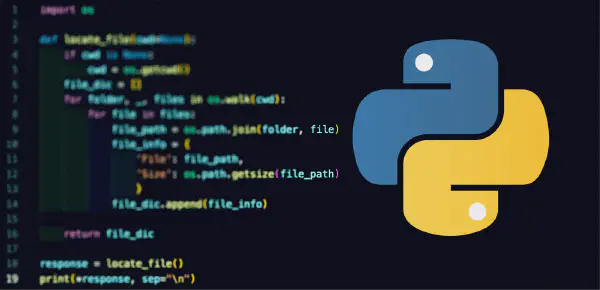 1 import os
2
3 def locate_file(cwd=None):
4 if cwd is None:
5 cwd = os.getcwd()
6 file_dic = []
7 for folder, _, files in os.walk(cwd):
8 for file in files:
9 file_path = os.path.join(folder, file)
10 file_info = {
11 "File": file_path,
12 "Size": os.path.getsize(file_path)
13 }
14 file_dic.append(file_info)
15
16 return file_dic
17
18 response = locate_file()
19 print(*response, sep="\n")